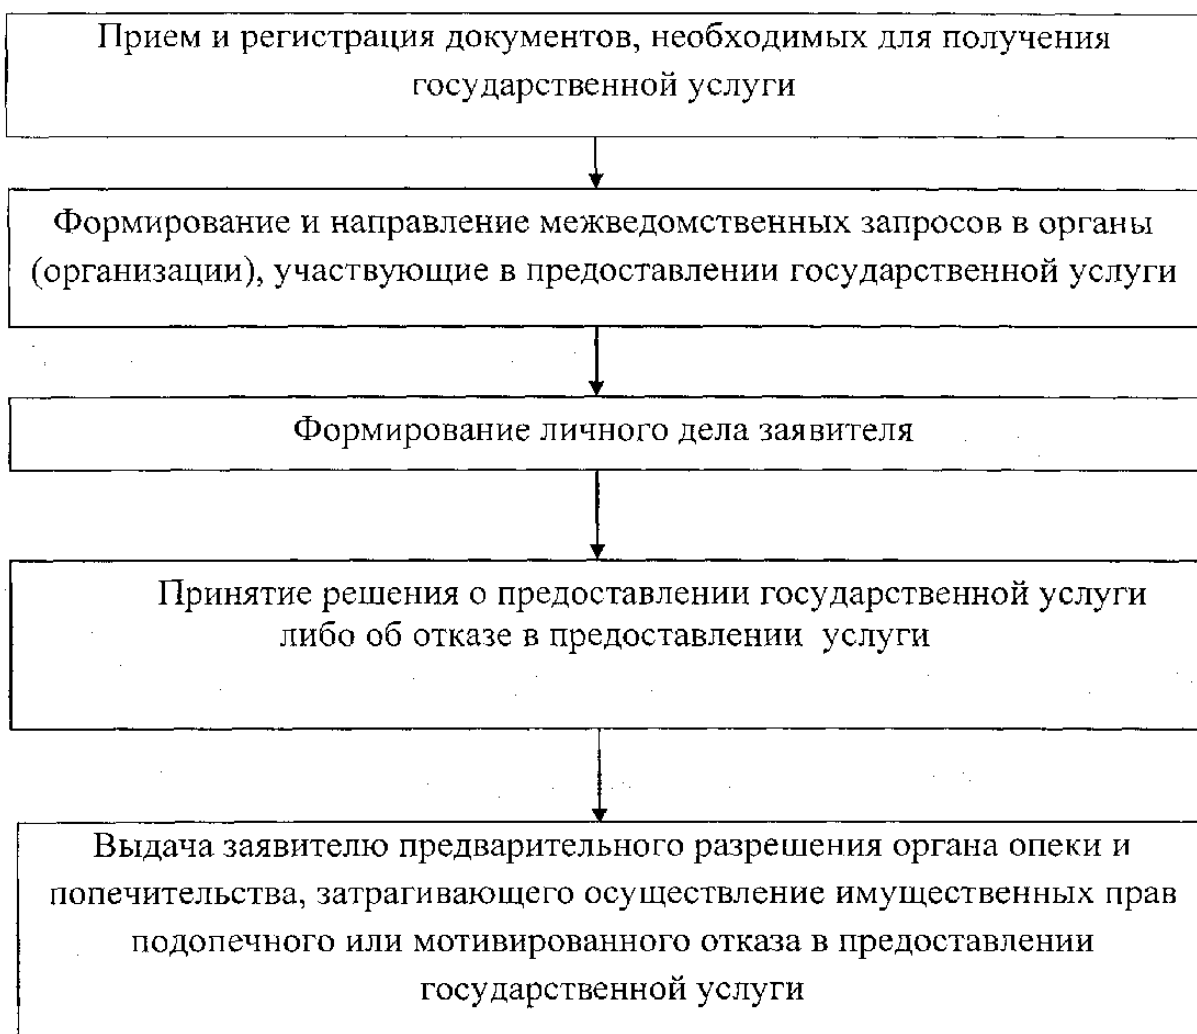 Прием и регистрация документов, необходимых для получения
государственной услуги
Формирование и направление межведомственных запросов в органы
(организации), участвующие в предоставлении государственной услуги
Формирование личного дела заявителя
Принятие решения о предоставлении государственной услуги
либо об отказе в предоставлении услуги
Выдача заявителю предварительного разрешения органа опеки и
попечительства, затрагивающего осуществление имущественных прав
подопечного или мотивированного отказа в предоставлении
государственной услуги